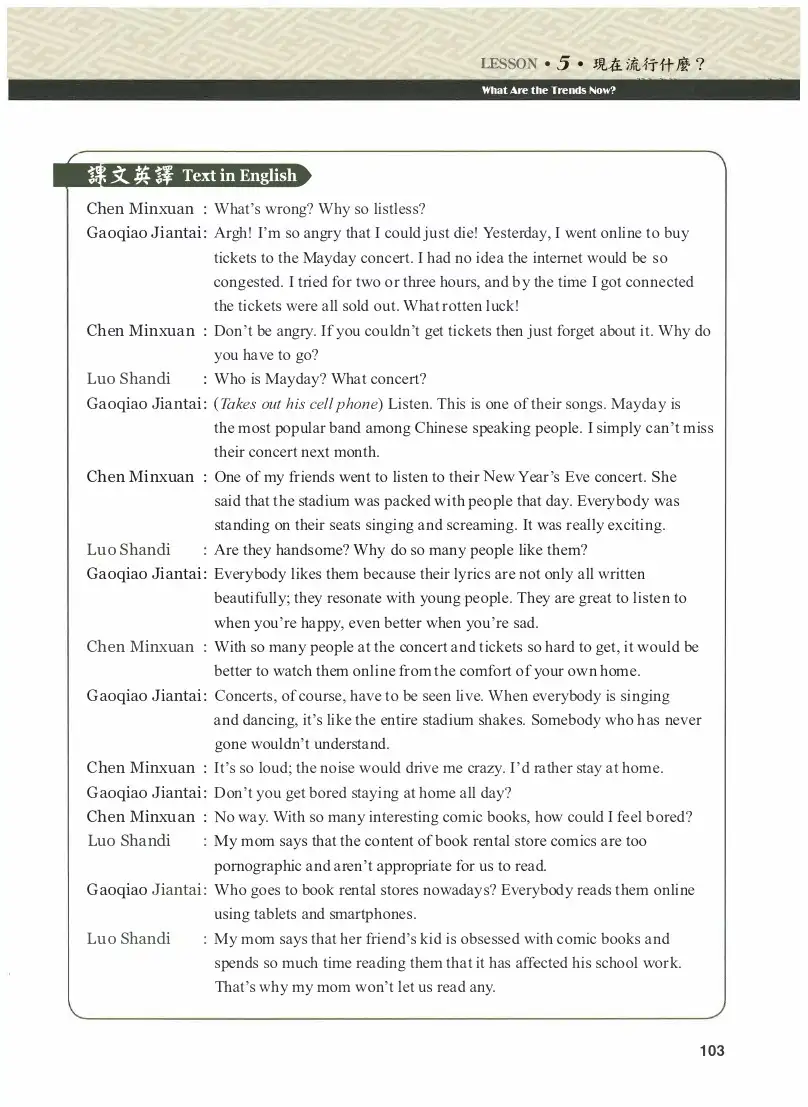 LESSON • 5 • 現在流行什麼？
What Are the Trends Now?
課文英譯 Text in English
Chen Minxuan : What's wrong? Why so listless?
Gaoqiao Jiantai: Argh! I'm so angry that I could just die! Yesterday, I went online to buy
tickets to the Mayday concert. I had no idea the internet would be so
congested. I tried for two or three hours, and by the time I got connected
the tickets were all sold out. What rotten luck!
Chen Minxuan : Don't be angry. If you couldn't get tickets then just forget about it. Why do
you have to go?
Luo Shandi : Who is Mayday? What concert?
Gaoqiao Jiantai: (Takes out his cell phone) Listen. This is one of their songs. Mayday is
the most popular band among Chinese speaking people. I simply can't miss
their concert next month.
Chen Minxuan : One of my friends went to listen to their New Year's Eve concert. She
said that the stadium was packed with people that day. Everybody was
standing on their seats singing and screaming. It was really exciting.
Luo Shandi : Are they handsome? Why do so many people like them?
Gaoqiao Jiantai: Everybody likes them because their lyrics are not only all written
beautifully; they resonate with young people. They are great to listen to
when you're happy, even better when you're sad.
Chen Minxuan : With so many people at the concert and tickets so hard to get, it would be
better to watch them online from the comfort of your own home.
Gaoqiao Jiantai: Concerts, of course, have to be seen live. When everybody is singing
and dancing, it's like the entire stadium shakes. Somebody who has never
gone wouldn't understand.
Chen Minxuan : It's so loud; the noise would drive me crazy. I'd rather stay at home.
Gaoqiao Jiantai: Don't you get bored staying at home all day?
Chen Minxuan : No way. With so many interesting comic books, how could I feel bored?
Luo Shandi : My mom says that the content of book rental store comics are too
pornographic and aren't appropriate for us to read.
Gaoqiao Jiantai: Who goes to book rental stores nowadays? Everybody reads them online
using tablets and smartphones.
Luo Shandi : My mom says that her friend's kid is obsessed with comic books and
spends so much time reading them that it has affected his school work.
That's why my mom won't let us read any.
103